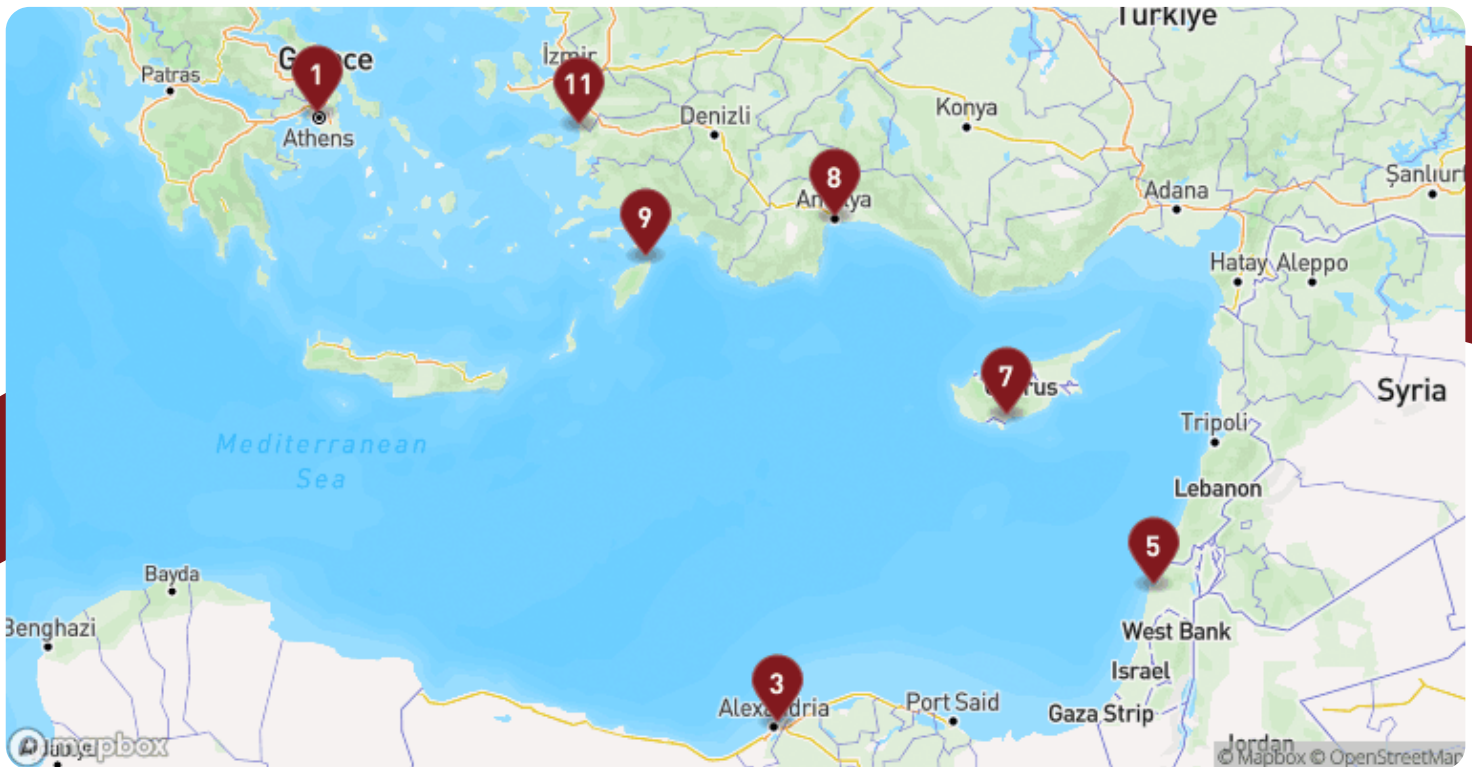 Türkiye
İzmir
Patras
1
11
Athens
Denizli
Konya
8
Adana
Şanlıurf
9
Hatay
Aleppo
7
Syria
Mediterranean
Sea
Tripoli
Lebanon
5
Bayda
Benghazi
West Bank
Israel
3
Port Said
Gaza Strip
Jordan
mapbox
© Mapbox © OpenStreetMap